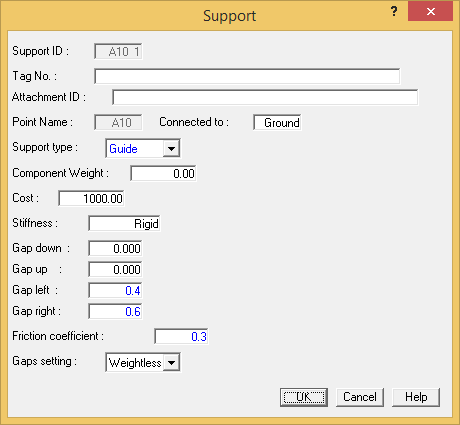 Support
? ×
Support ID : A10 1
Tag No. :
Attachment ID :
Point Name : A10 Connected to : Ground
Support type : Guide
Component Weight : 0.00
Cost : 1000.00
Stiffness : Rigid
Gap down : 0.000
Gap up : 0.000
Gap left : 0.4
Gap right : 0.6
Friction coefficient : 0.3
Gaps setting : Weightless
OK Cancel Help